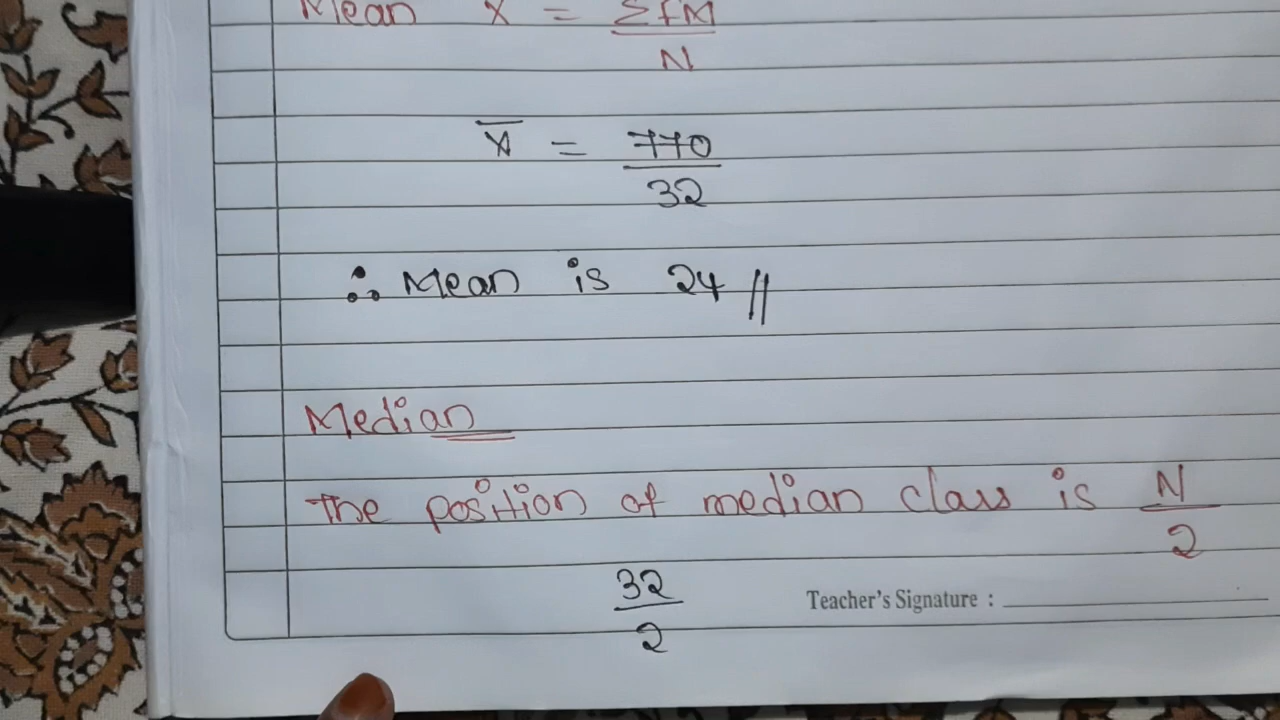 Mean X = ΣfM
N
X̄ = 770
32
∴ Mean is 24 //
Median
The position of median class is N
2
32
2
Teacher's Signature :